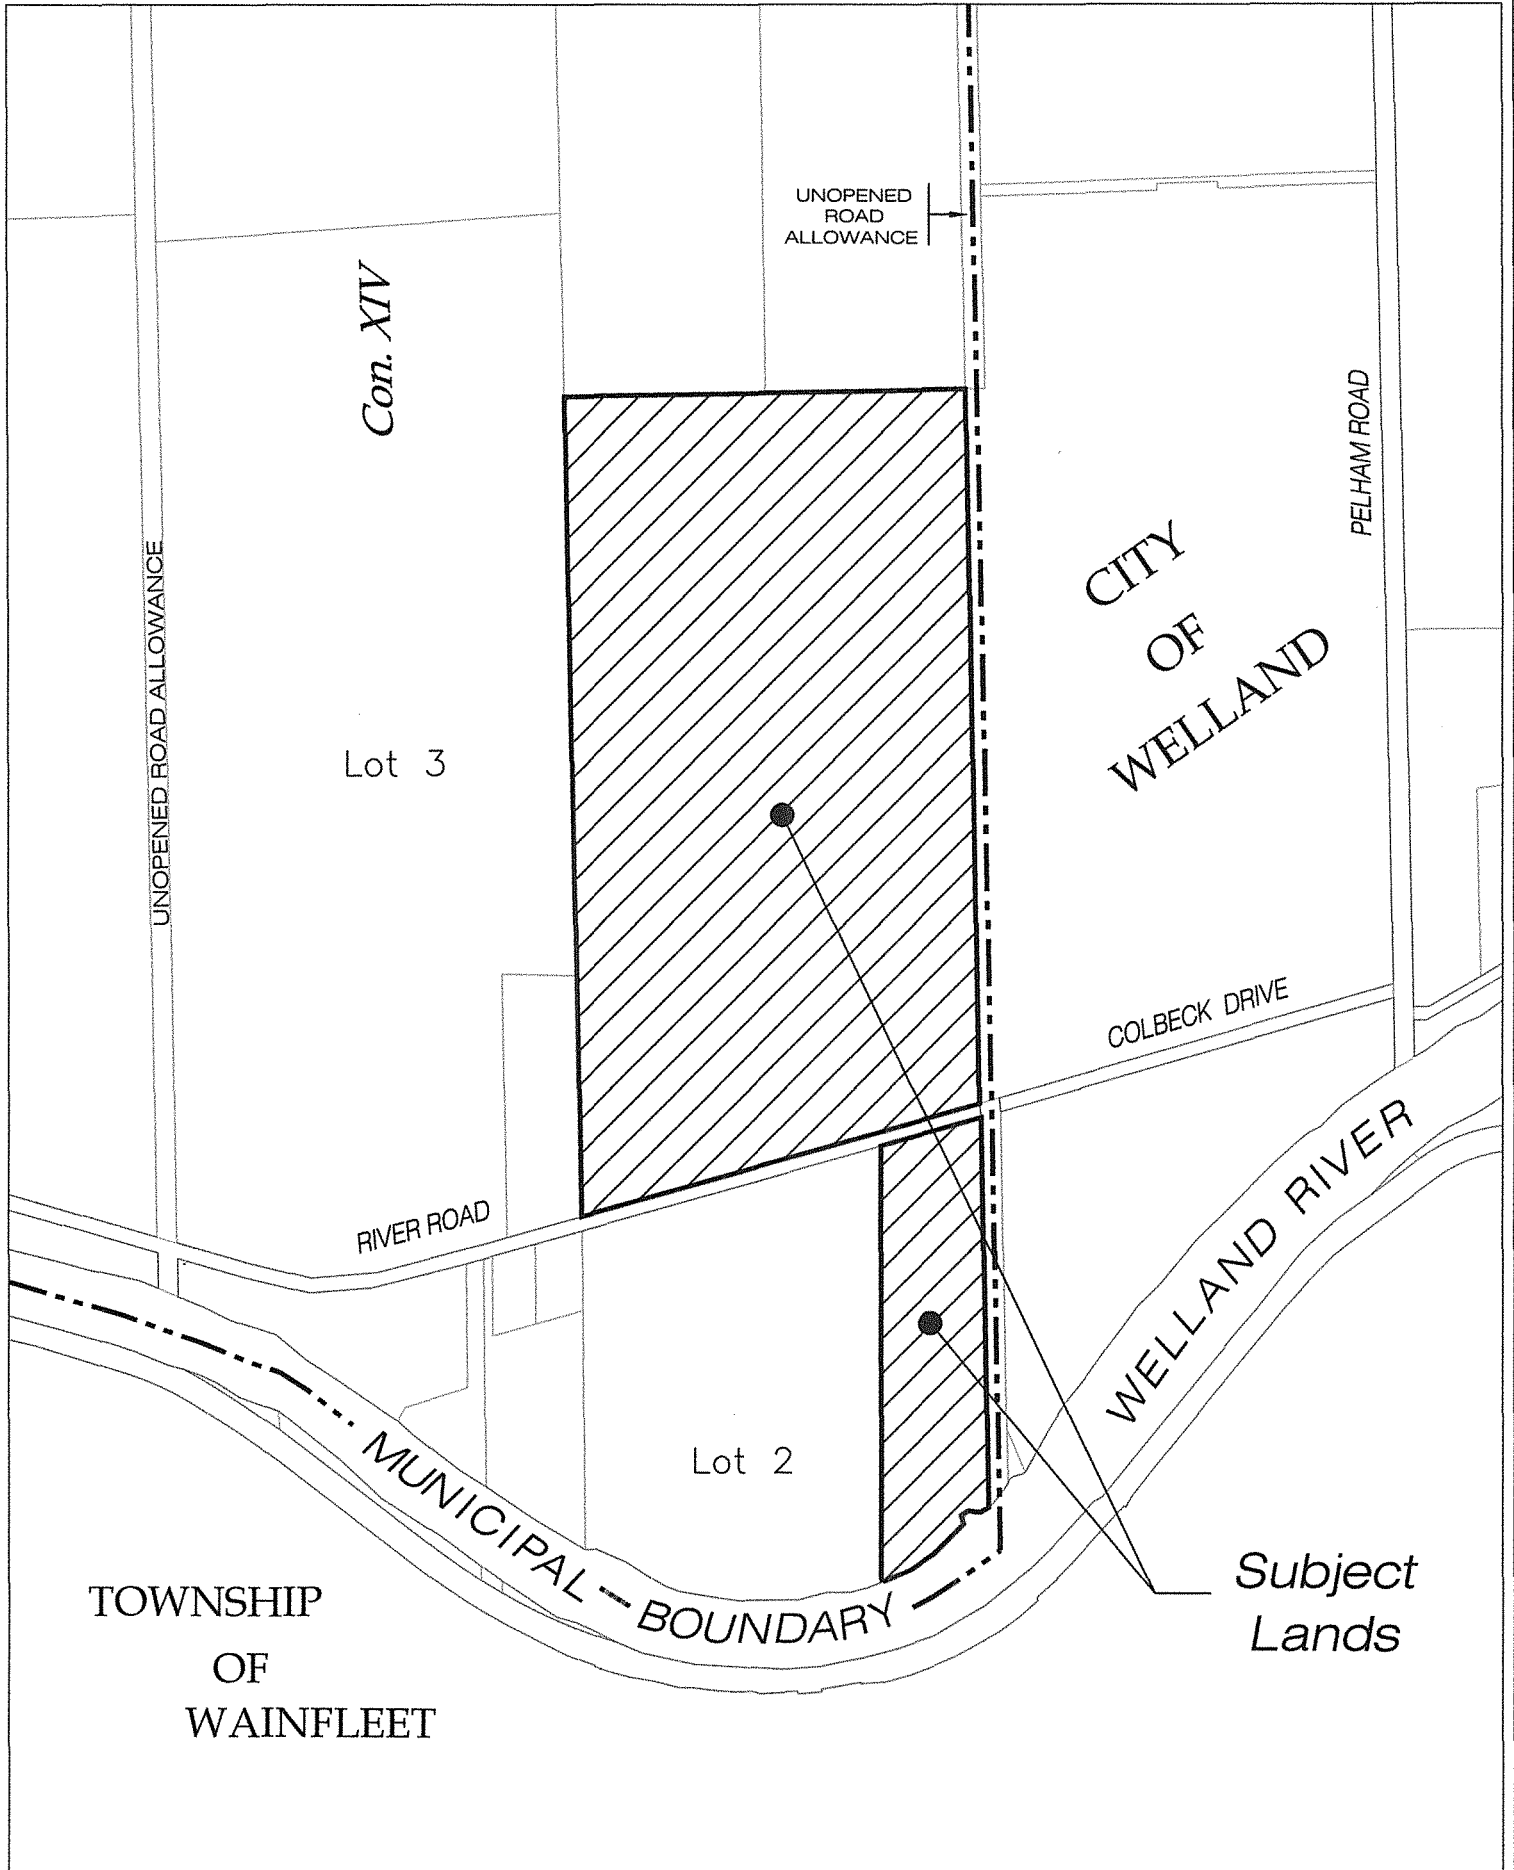 UNOPENED
ROAD
ALLOWANCE
Con. XIV
PELHAM ROAD
CITY
OF
WELLAND
UNOPENED ROAD ALLOWANCE
Lot 3
COLBECK DRIVE
RIVER ROAD
WELLAND RIVER
Lot 2
MUNICIPAL BOUNDARY
Subject
Lands
TOWNSHIP
OF
WAINFLEET